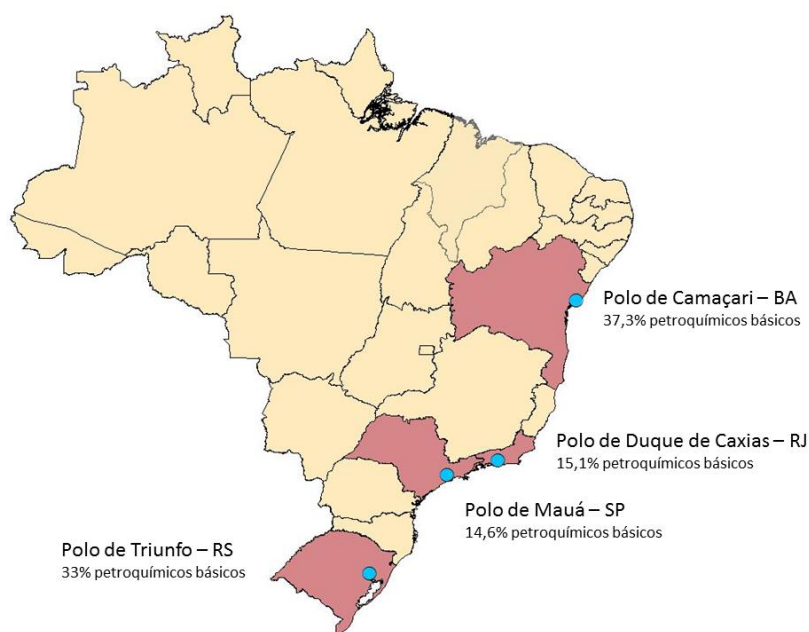 Polo de Camaçari – BA
37,3% petroquímicos básicos
Polo de Duque de Caxias – RJ
15,1% petroquímicos básicos
Polo de Mauá – SP
14,6% petroquímicos básicos
Polo de Triunfo – RS
33% petroquímicos básicos